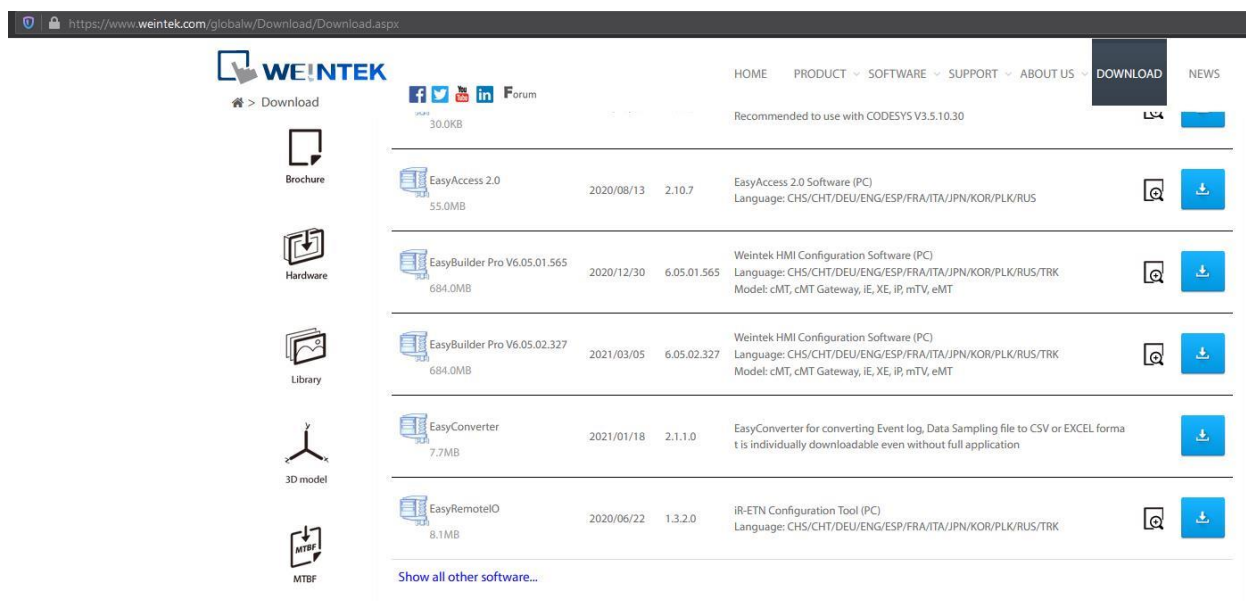 https://www.weintek.com/globalw/Download/Download.aspx
WE!NTEK
HOME PRODUCT SOFTWARE SUPPORT ABOUT US DOWNLOAD NEWS
You Tube in Forum
> Download
30.0KB
Recommended to use with CODESYS V3.5.10.30
Brochure
EasyAccess 2.0
55.0MB
2020/08/13 2.10.7
EasyAccess 2.0 Software (PC)
Language: CHS/CHT/DEU/ENG/ESP/FRA/ITA/JPN/KOR/PLK/RUS
Hardware
EasyBuilder Pro V6.05.01.565
684.0MB
2020/12/30 6.05.01.565
Weintek HMI Configuration Software (PC)
Language: CHS/CHT/DEU/ENG/ESP/FRA/ITA/JPN/KOR/PLK/RUS/TRK
Model: cMT, cMT Gateway, iE, XE, iP, mTV, eMT
Library
EasyBuilder Pro V6.05.02.327
684.0MB
2021/03/05 6.05.02.327
Weintek HMI Configuration Software (PC)
Language: CHS/CHT/DEU/ENG/ESP/FRA/ITA/JPN/KOR/PLK/RUS/TRK
Model: cMT, cMT Gateway, iE, XE, iP, mTV, eMT
y
z x
3D model
EasyConverter
7.7MB
2021/01/18 2.1.1.0
EasyConverter for converting Event log, Data Sampling file to CSV or EXCEL forma
t is individually downloadable even without full application
MTBF
MTBF
EasyRemoteIO
8.1MB
2020/06/22 1.3.2.0
iR-ETN Configuration Tool (PC)
Language: CHS/CHT/DEU/ENG/ESP/FRA/ITA/JPN/KOR/PLK/RUS/TRK
Show all other software...